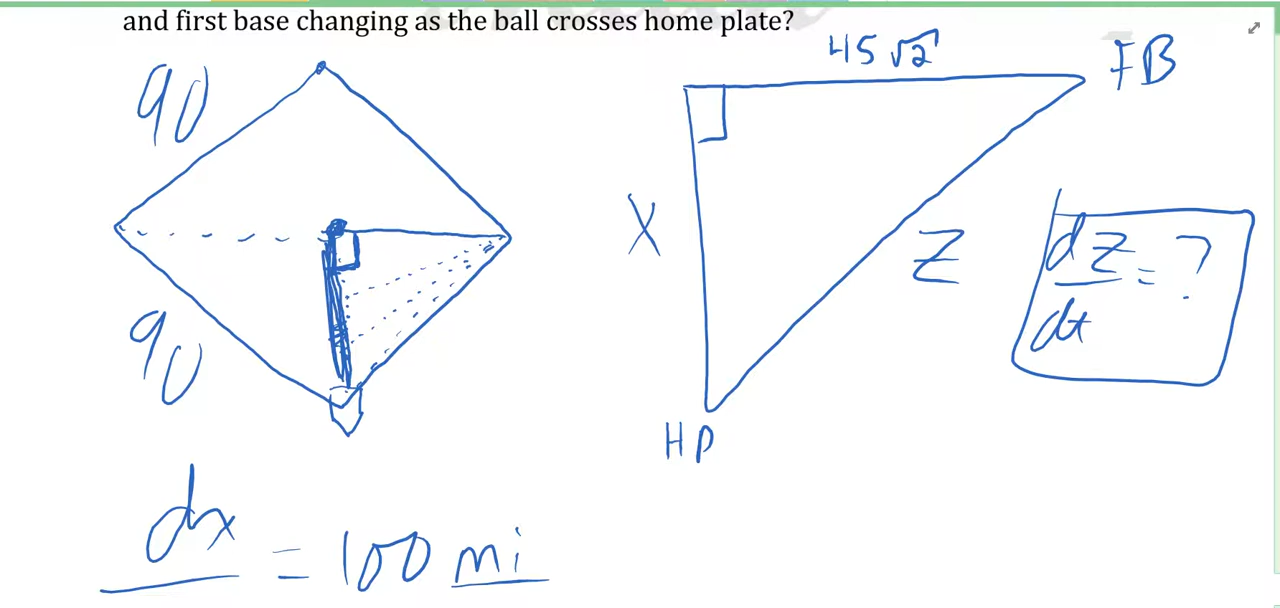 and first base changing as the ball crosses home plate?
45 √2
FB
90
X
Z
dz/dt = ?
90
HP
dx
= 100 mi